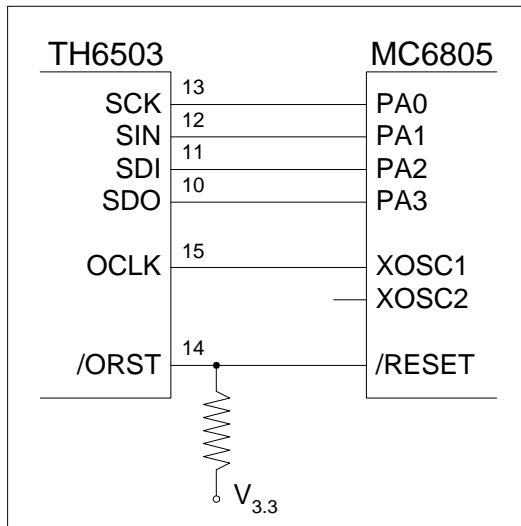 TH6503 MC6805
13
SCK PA0
12
SIN PA1
11
SDI PA2
10
SDO PA3
15
OCLK XOSC1
XOSC2
14
/ORST /RESET
V3.3